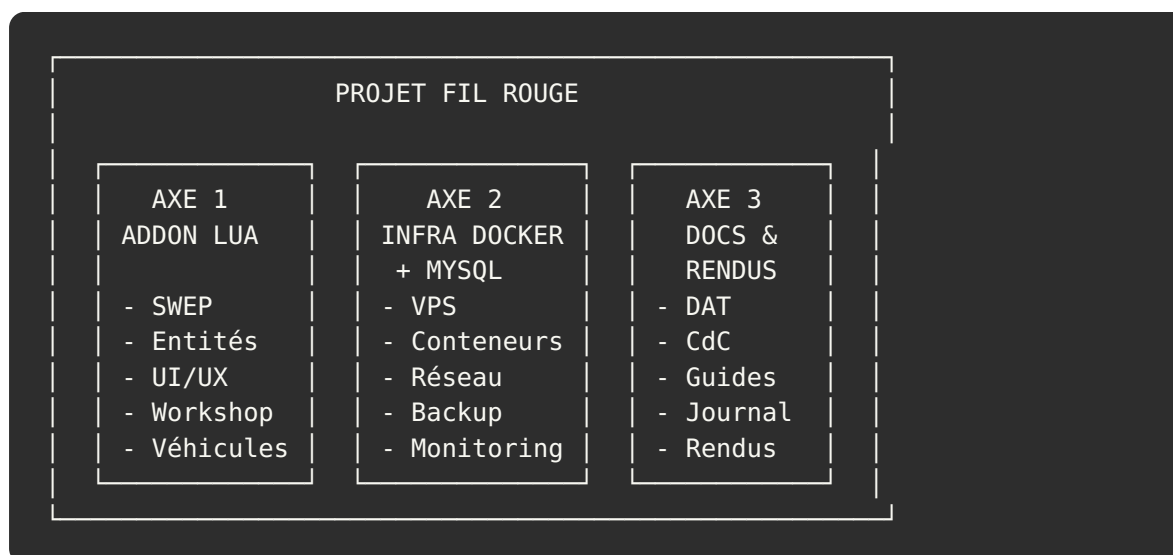 PROJET FIL ROUGE
AXE 1 AXE 2 AXE 3
ADDON LUA INFRA DOCKER DOCS &
+ MYSQL RENDUS
- SWEP - VPS - DAT
- Entités - Conteneurs - CdC
- UI/UX - Réseau - Guides
- Workshop - Backup - Journal
- Véhicules - Monitoring - Rendus